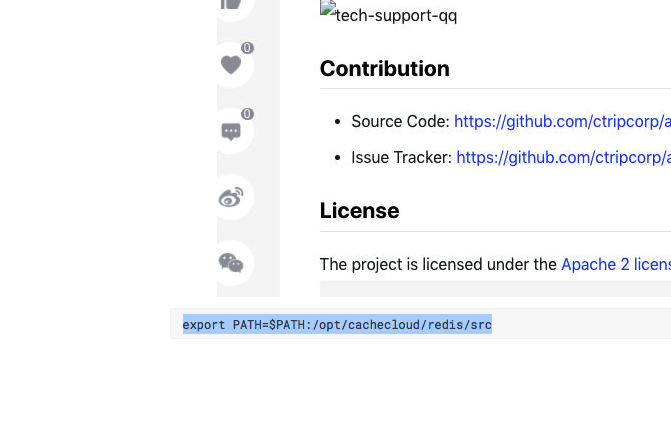 tech-support-qq
0
Contribution
0
Source Code: https://github.com/ctripcorp/
Issue Tracker: https://github.com/ctripcorp/
License
The project is licensed under the Apache 2 licens
export PATH=$PATH:/opt/cachecloud/redis/src